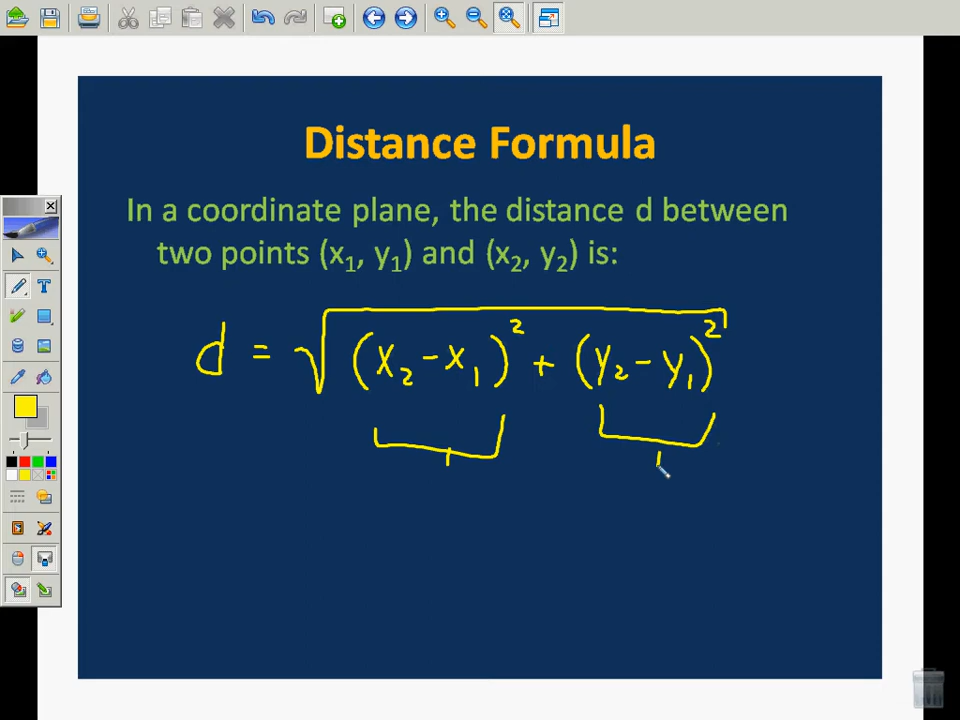 Distance Formula
In a coordinate plane, the distance d between
two points (x₁, y₁) and (x₂, y₂) is:
d = √(x₂ - x₁)² + (y₂ - y₁)²